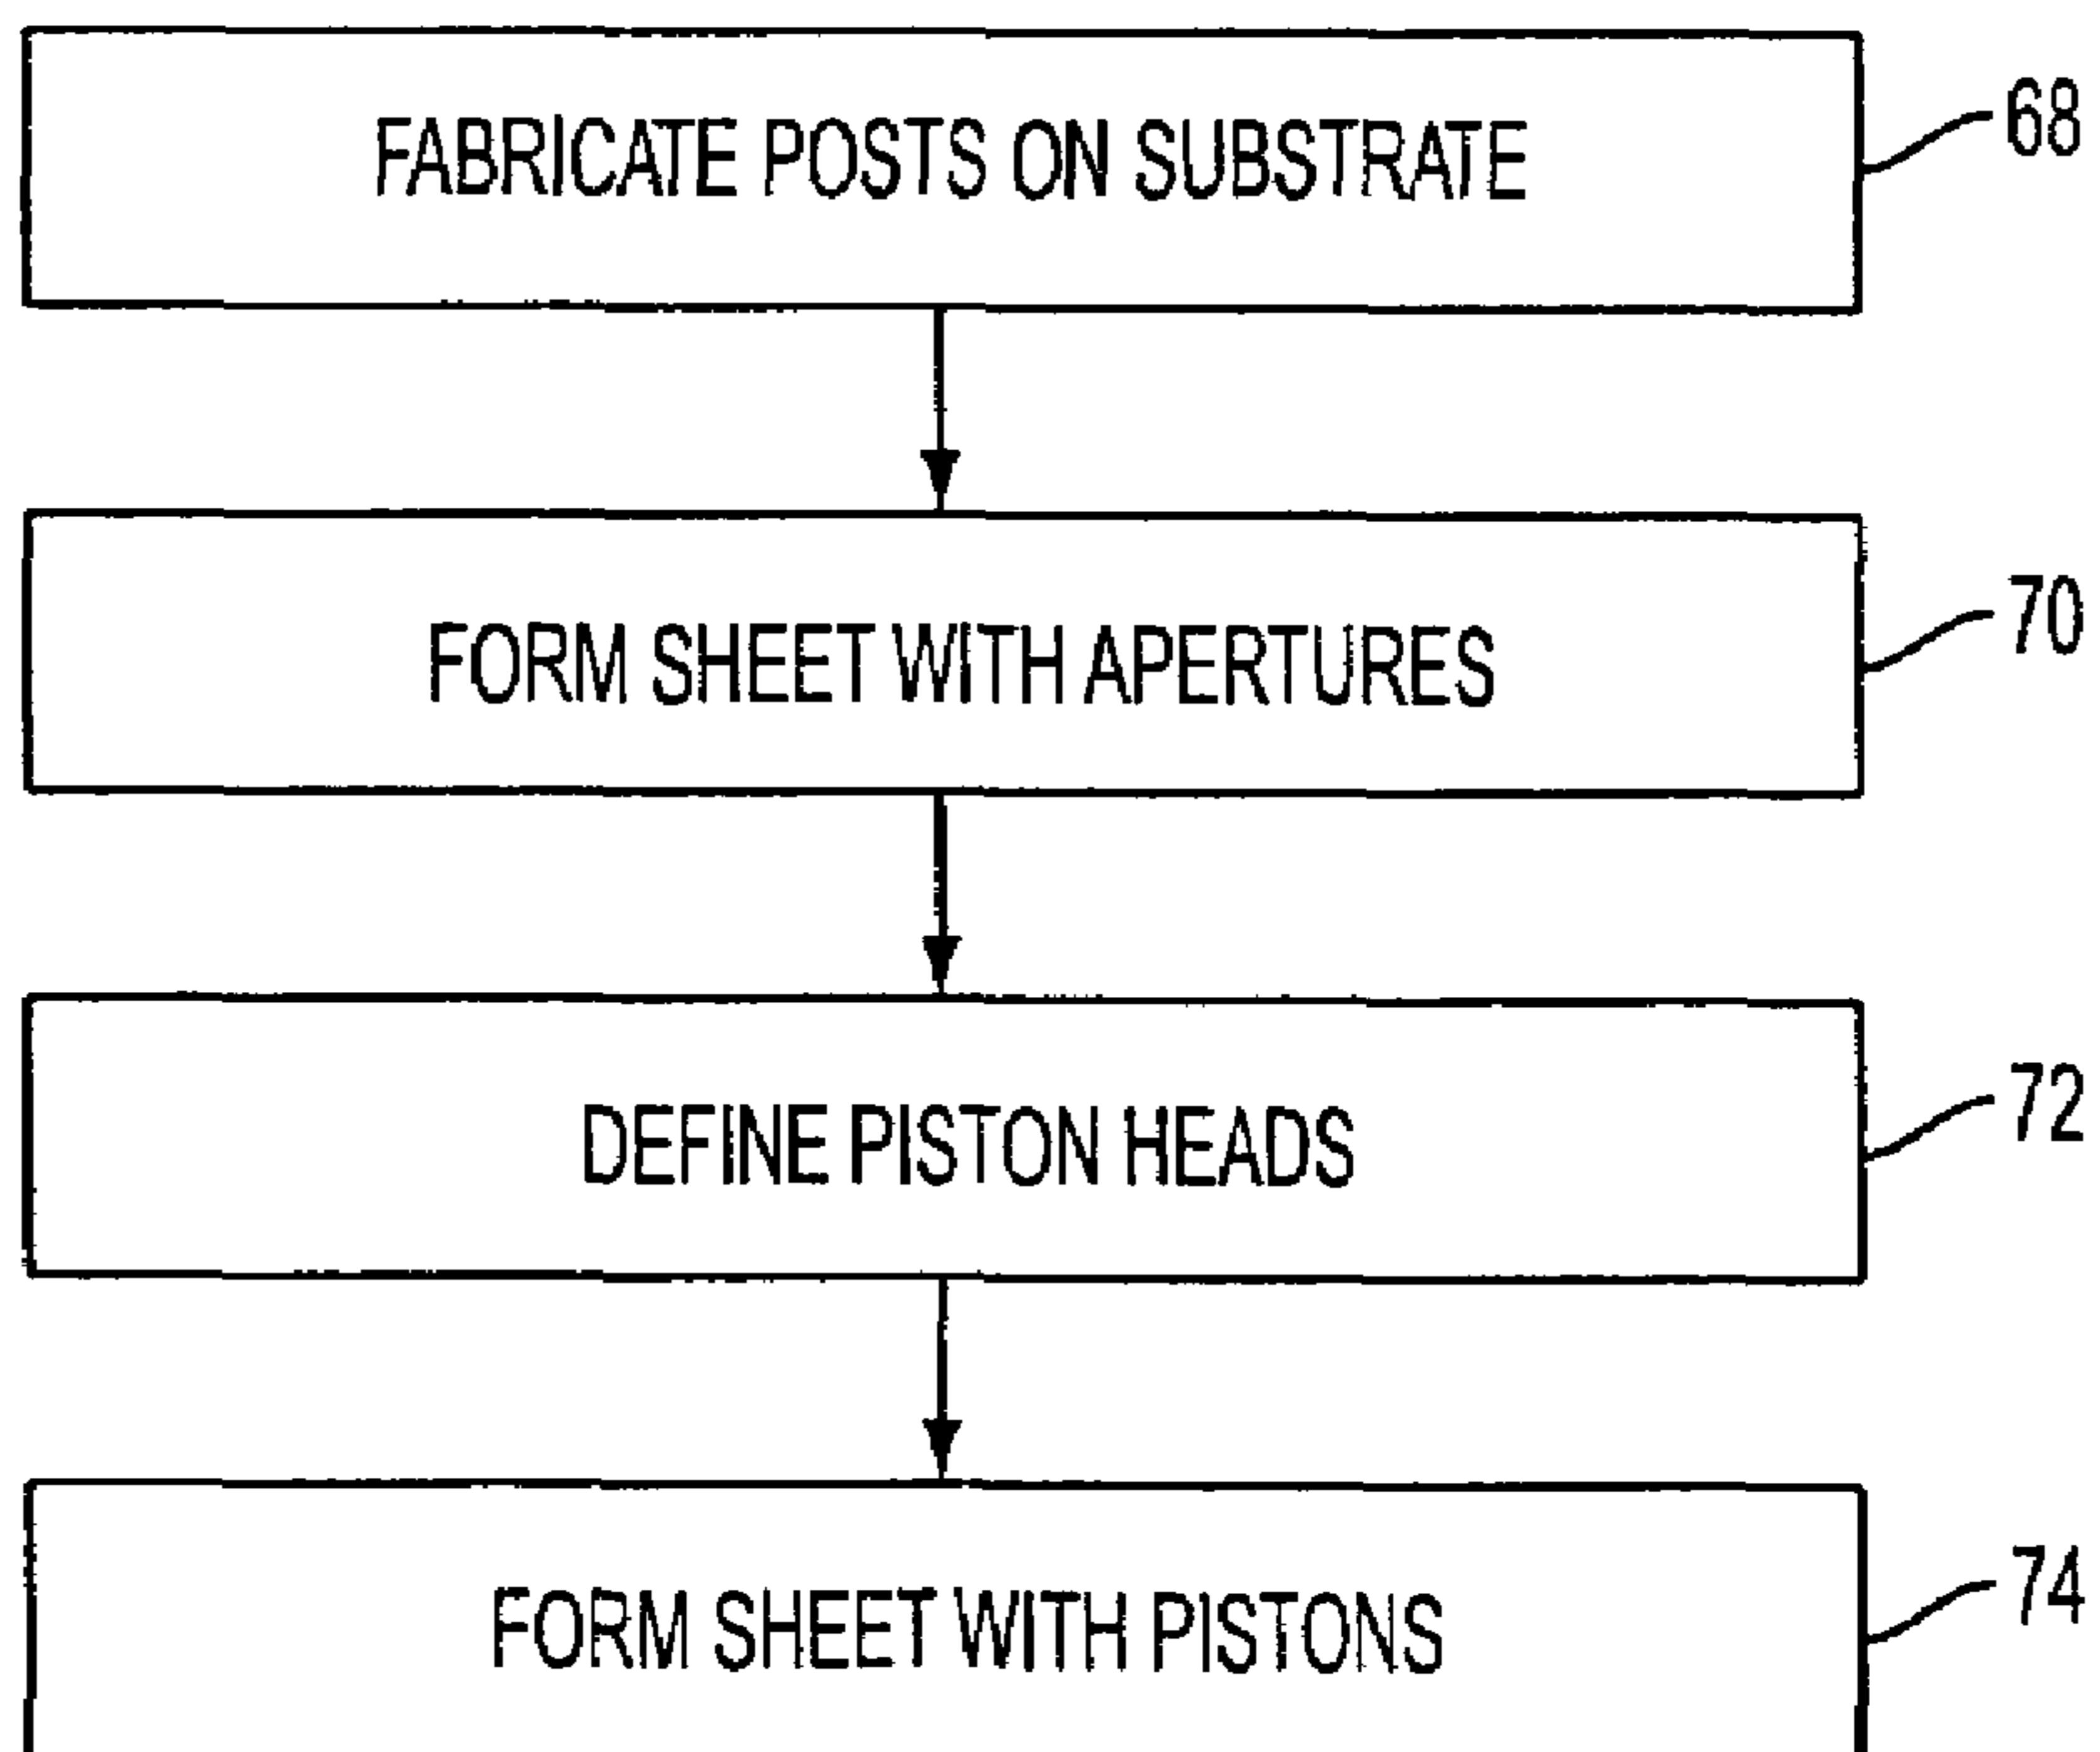 FABRICATE POSTS ON SUBSTRATE
68
FORM SHEET WITH APERTURES
70
DEFINE PISTON HEADS
72
FORM SHEET WITH PISTONS
74